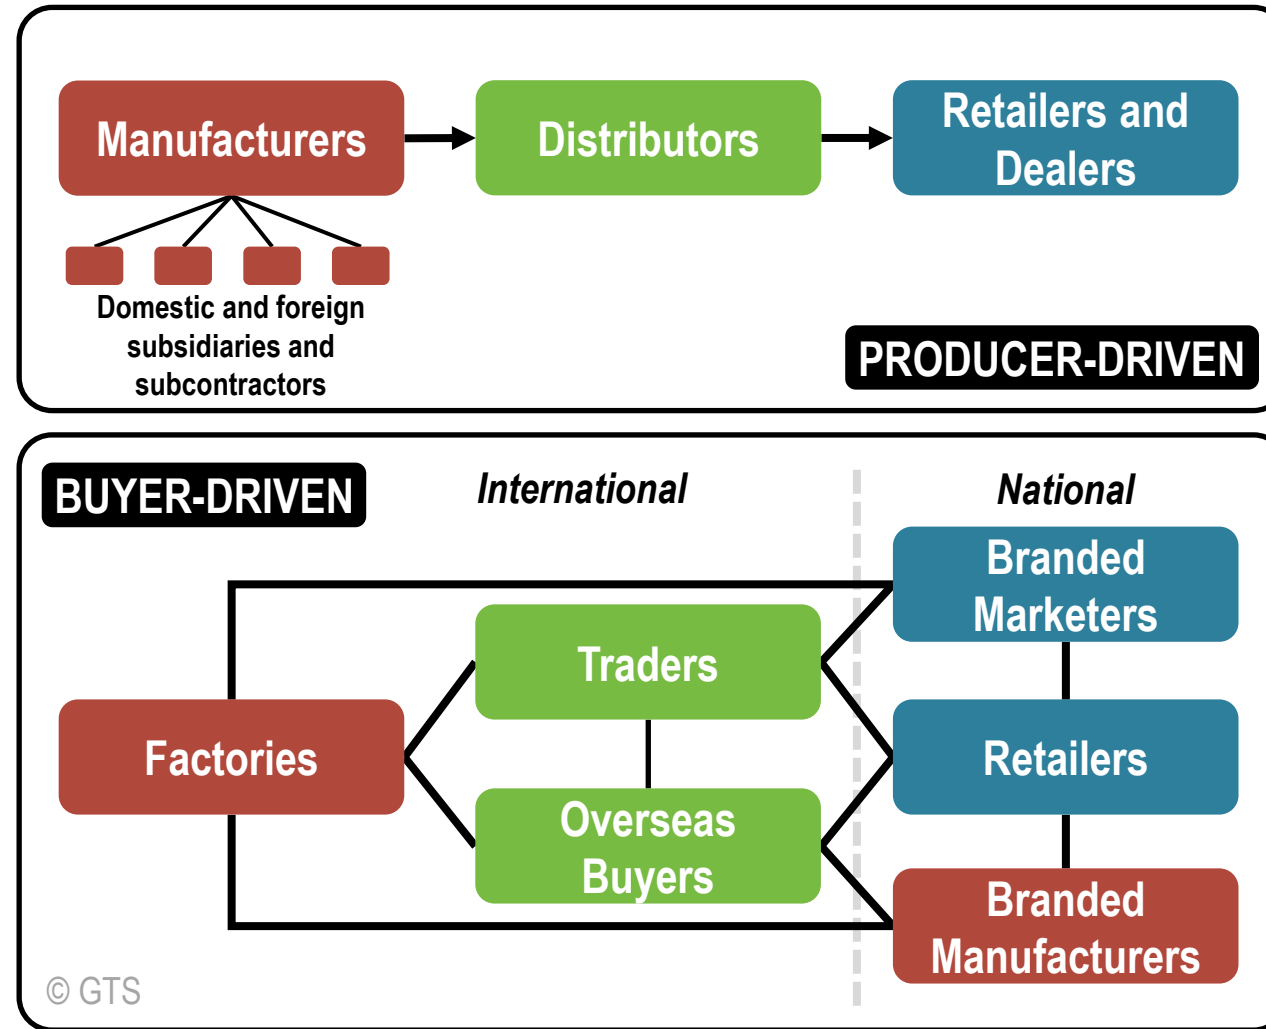 Manufacturers
Distributors
Retailers and
Dealers
Domestic and foreign
subsidiaries and
subcontractors
PRODUCER-DRIVEN
BUYER-DRIVEN
International
National
Branded
Marketers
Traders
Factories
Retailers
Overseas
Buyers
Branded
Manufacturers
© GTS